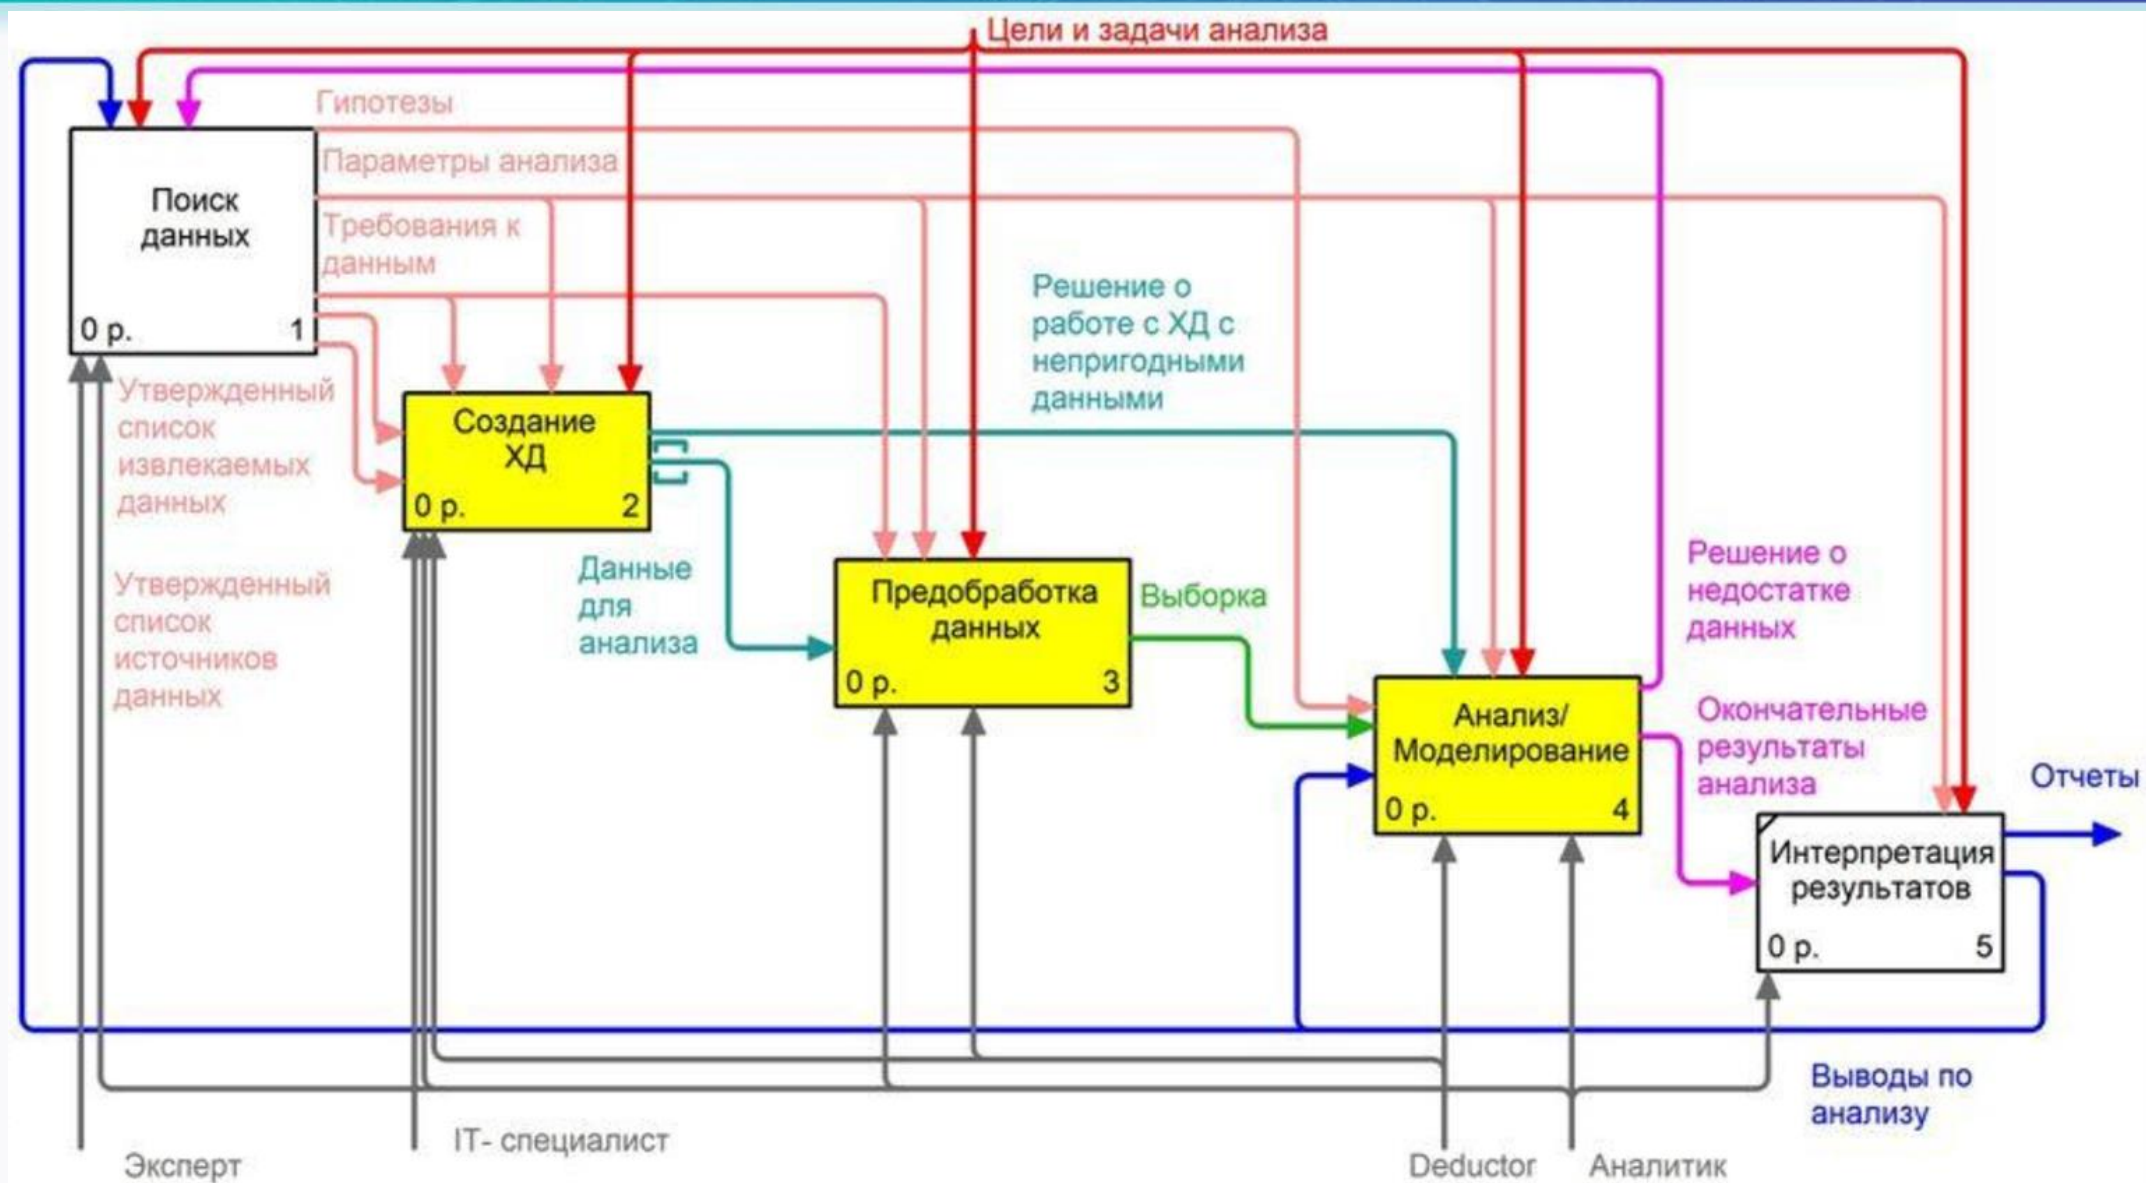 Цели и задачи анализа
Гипотезы
Параметры анализа
Требования к
данным
Поиск
данных
0 р. 1
Утвержденный
список
извлекаемых
данных
Утвержденный
список
источников
данных
Создание
ХД
0 р. 2
Решение о
работе с ХД с
непригодными
данными
Данные
для
анализа
Предобработка
данных
0 р. 3
Выборка
Анализ/
Моделирование
0 р. 4
Решение о
недостатке
данных
Окончательные
результаты
анализа
Отчеты
Интерпретация
результатов
0 р. 5
Выводы по
анализу
Эксперт
IT- специалист
Deductor
Аналитик